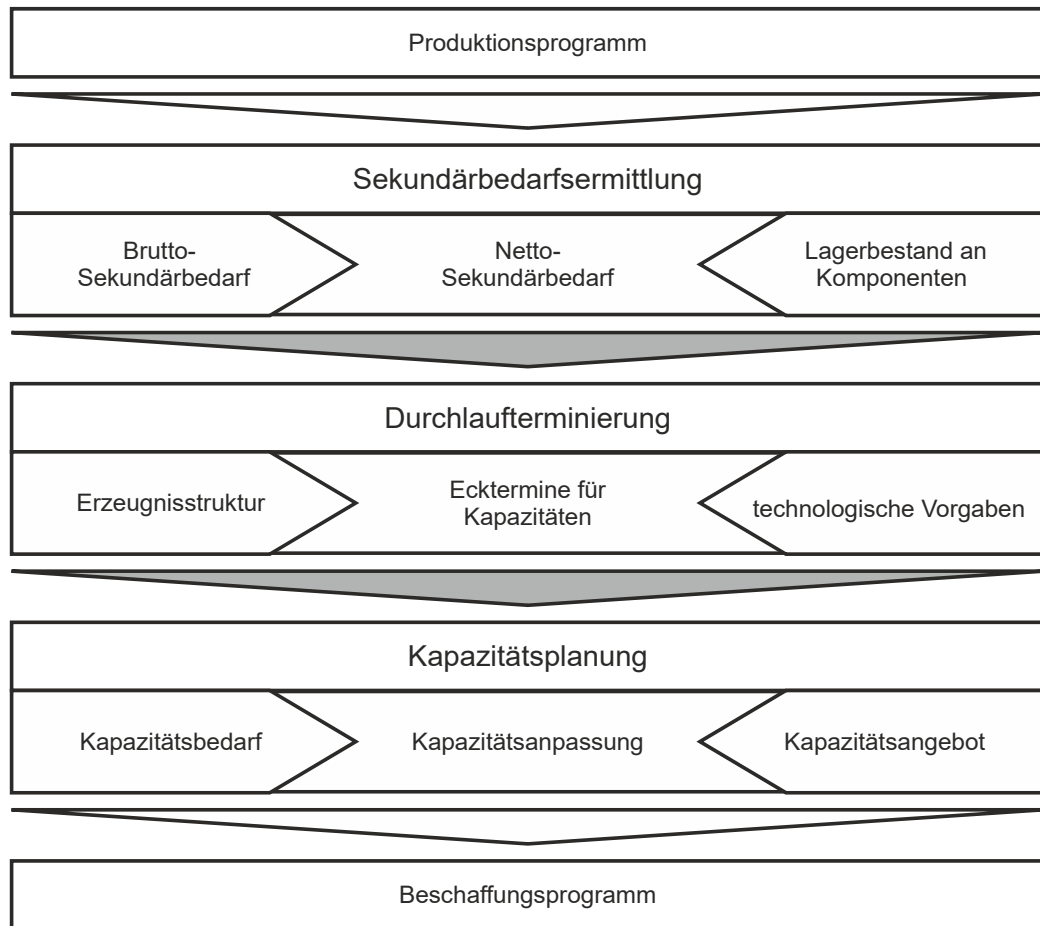 Produktionsprogramm
Sekundärbedarfsermittlung
Brutto-
Sekundärbedarf
Netto-
Sekundärbedarf
Lagerbestand an
Komponenten
Durchlaufterminierung
Erzeugnisstruktur
Ecktermine für
Kapazitäten
technologische Vorgaben
Kapazitätsplanung
Kapazitätsbedarf
Kapazitätsanpassung
Kapazitätsangebot
Beschaffungsprogramm